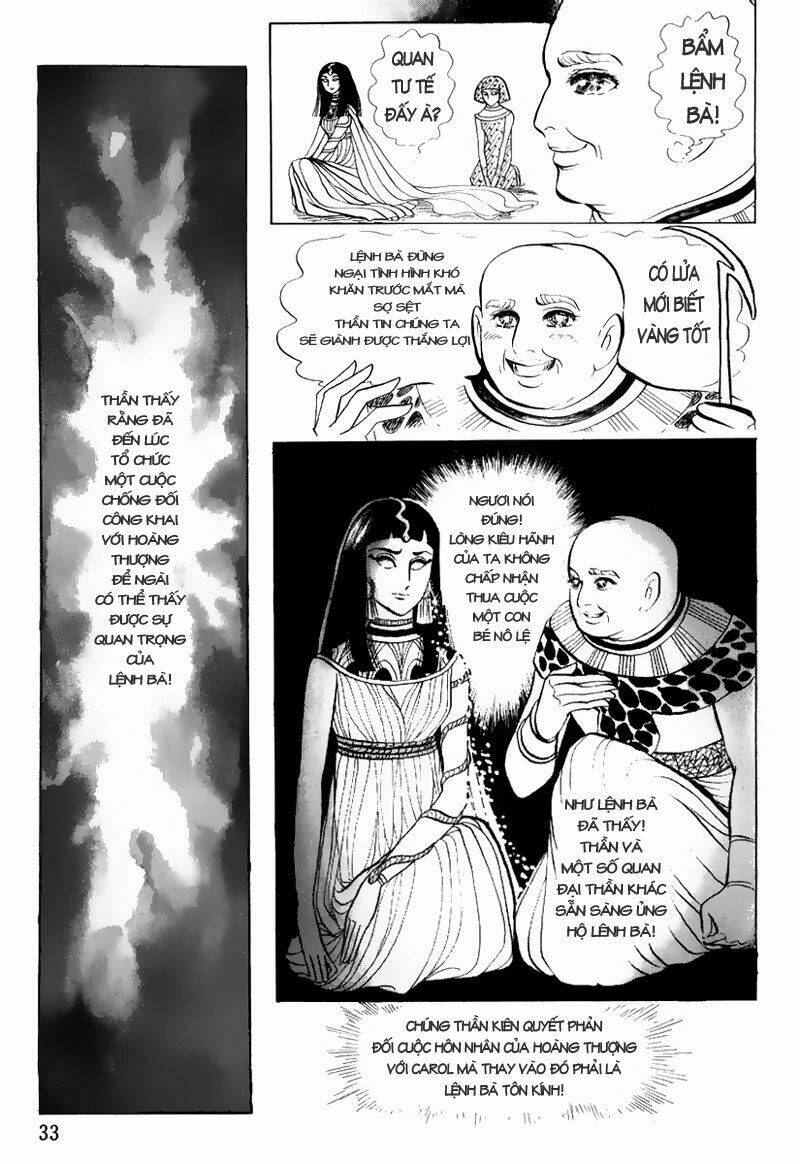 BẨM
LỆNH
BÀ!
QUAN
TƯ TẾ
ĐẤY À?
CÓ LỬA
MỚI BIẾT
VÀNG TỐT
LỆNH BÀ ĐỪNG
NGẠI TÌNH HÌNH KHÓ
KHĂN TRƯỚC MẮT MÀ
SỢ SỆT
THẦN TIN CHÚNG TA
SẼ GIÀNH ĐƯỢC THẮNG LỢI
NGƯƠI NÓI
ĐÚNG!
LÒNG KIÊU HÃNH
CỦA TA KHÔNG
CHẤP NHẬN
THUA CUỘC
MỘT CON
BÉ NÔ LỆ
NHƯ LỆNH BÀ
ĐÃ THẤY!
THẦN VÀ
MỘT SỐ QUAN
ĐẠI THẦN KHÁC
SẴN SÀNG ỦNG
HỘ LỆNH BÀ!
CHÚNG THẦN KIÊN QUYẾT PHẢN
ĐỐI CUỘC HÔN NHÂN CỦA HOÀNG THƯỢNG
VỚI CAROL MÀ THAY VÀO ĐÓ PHẢI LÀ
LỆNH BÀ TÔN KÍNH!
THẦN THẤY
RẰNG ĐÃ
ĐẾN LÚC
TỔ CHỨC
MỘT CUỘC
CHỐNG ĐỐI
CÔNG KHAI
VỚI HOÀNG
THƯỢNG
ĐỂ NGÀI
CÓ THỂ THẤY
ĐƯỢC SỰ
QUAN TRỌNG
CỦA
LỆNH BÀ!
33